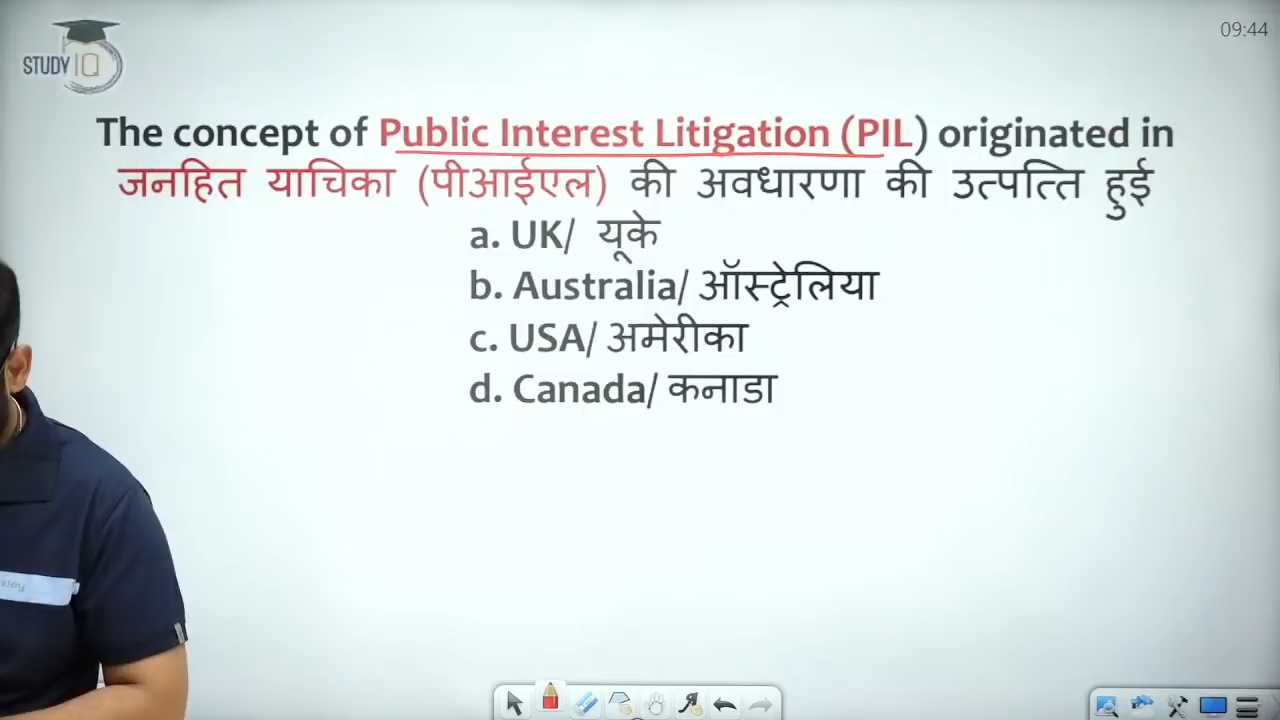 STUDY IQ
09:44
The concept of Public Interest Litigation (PIL) originated in
जनहित याचिका (पीआईएल) की अवधारणा की उत्पत्ति हुई
a. UK/ यूके
b. Australia/ ऑस्ट्रेलिया
c. USA/ अमेरीका
d. Canada/ कनाडा